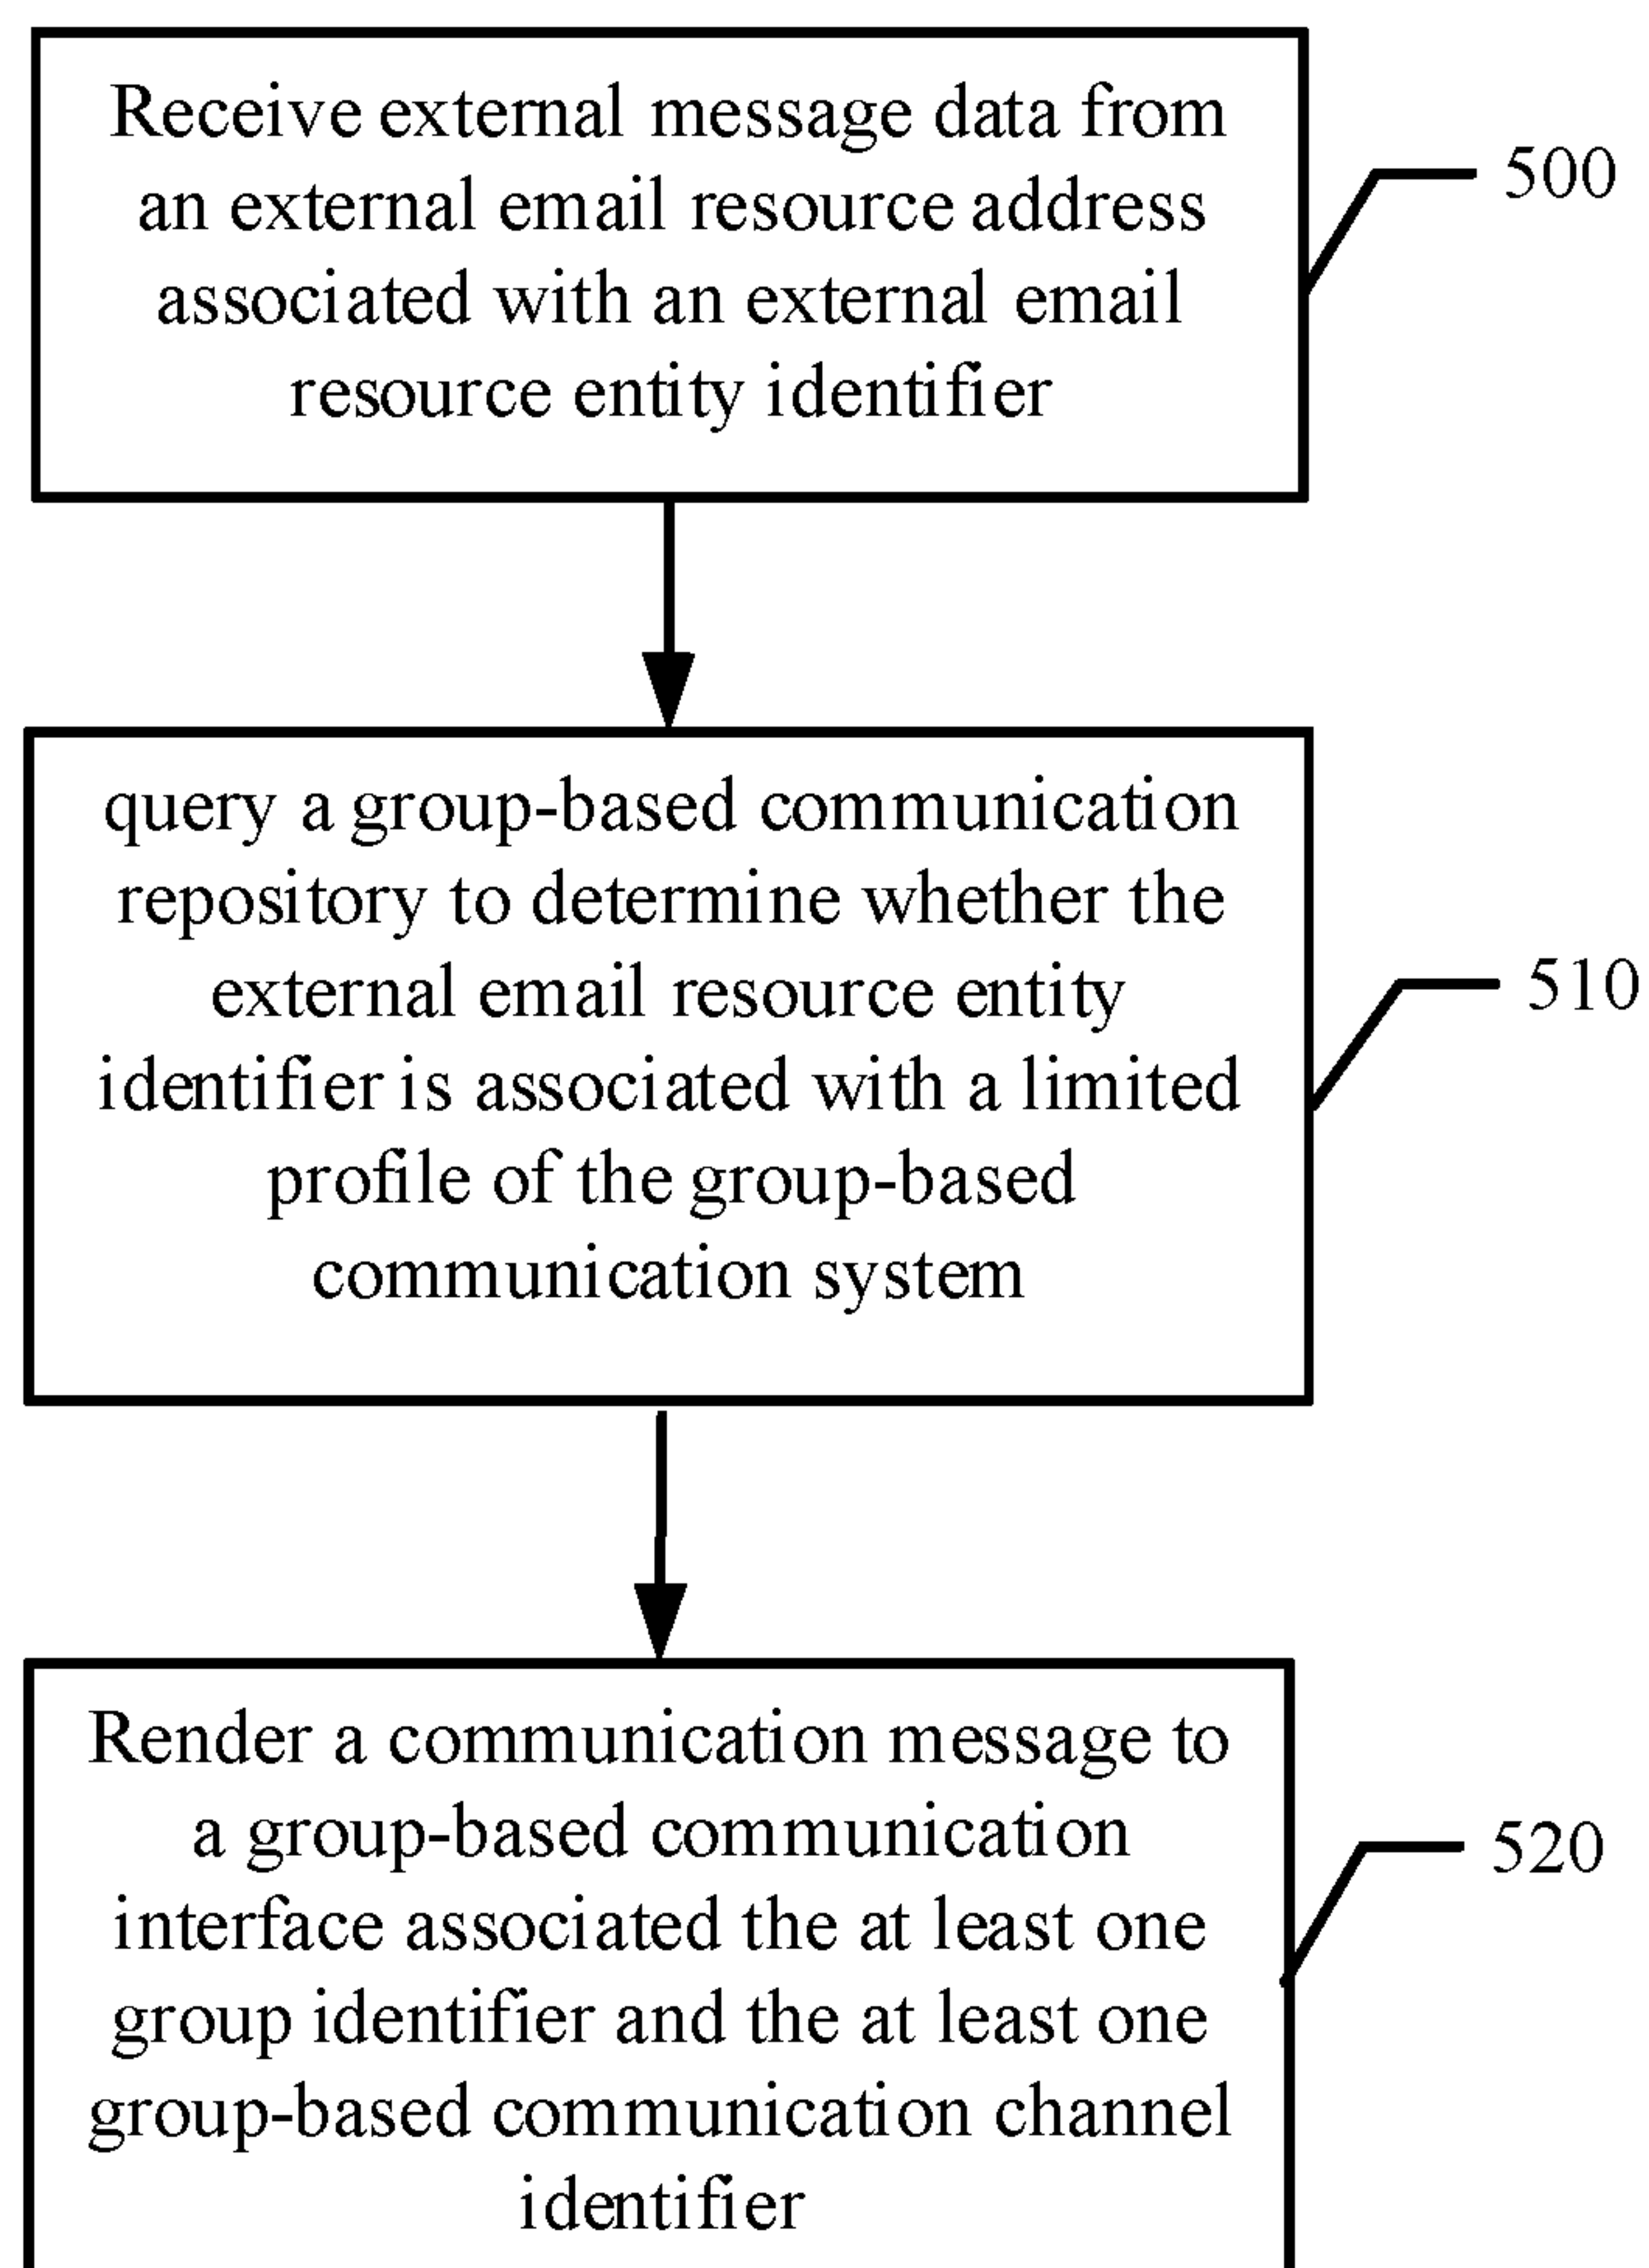 Receive external message data from
an external email resource address
associated with an external email
resource entity identifier
500
query a group-based communication
repository to determine whether the
external email resource entity
identifier is associated with a limited
profile of the group-based
communication system
510
Render a communication message to
a group-based communication
interface associated the at least one
group identifier and the at least one
group-based communication channel
identifier
520